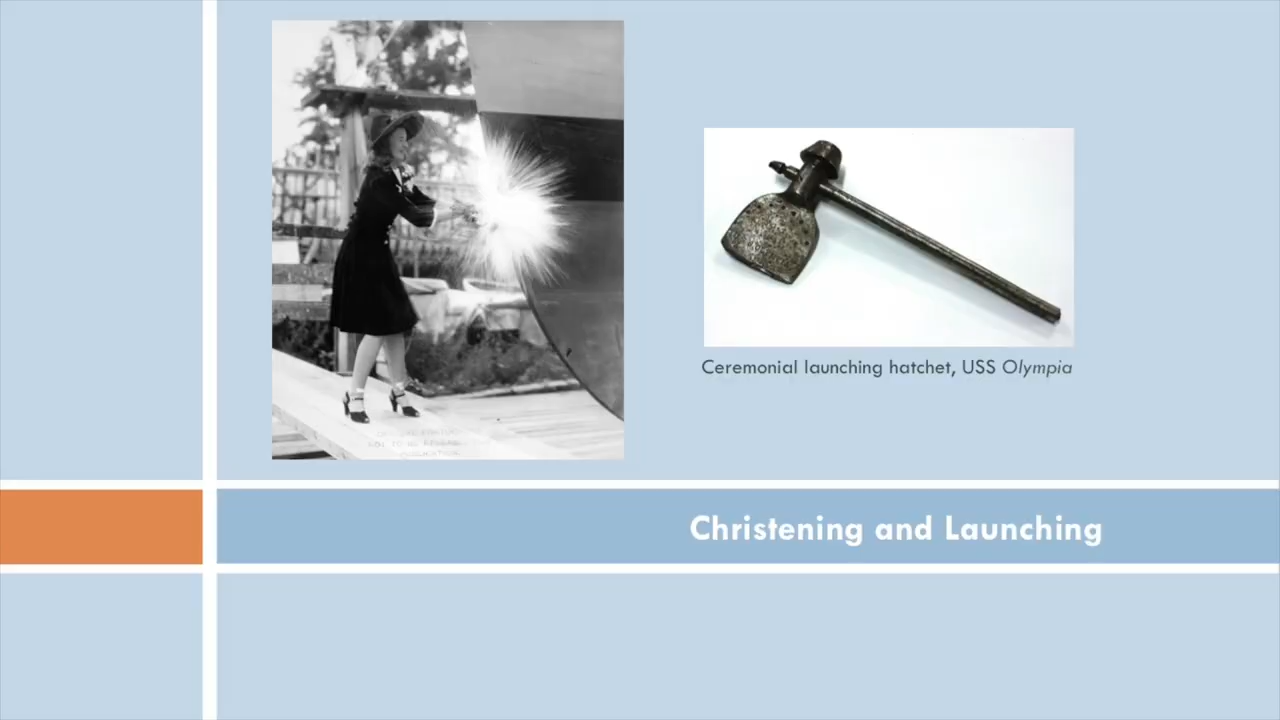 Ceremonial launching hatchet, USS Olympia
Christening and Launching